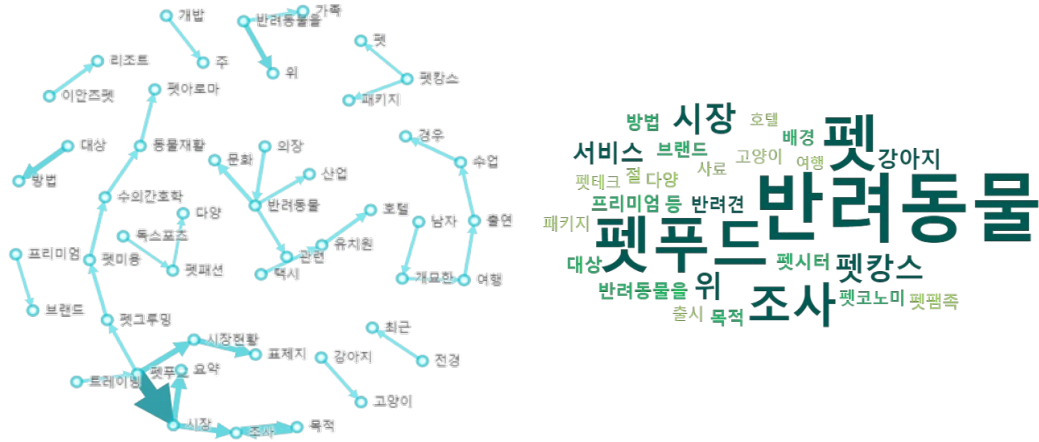 개밥
주
반려동물을
가족
위
펫
펫캉스
패키지
리조트
이안즈펫
펫아로마
대상
방법
동물재활
문화
의장
산업
경우
수업
수의간호학
반려동물
호텔
남자
출연
다양
독스포츠
펫패션
프리미엄
펫미용
관련
유치원
택시
개묘한
여행
브랜드
펫그루밍
시장현황
표제지
최근
전경
강아지
고양이
트레이닝
펫푸드
요약
시장
조사
목적
방법
시장
호텔
배경
펫
서비스
브랜드
고양이
여행
강아지
펫테크
절
다양
사료
반려동물
프리미엄
등
반려견
패키지
펫푸드
대상
펫시터
펫캉스
반려동물을
위
조사
펫코노미
펫팸족
출시
목적